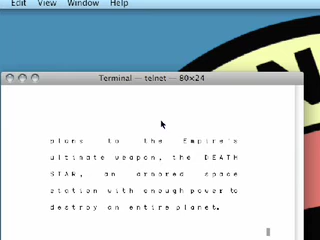 Edit View Window Help
Terminal — telnet — 80×24
plans to the Empire's
ultimate weapon, the DEATH
STAR, an armored space
station with enough power to
destroy an entire planet.